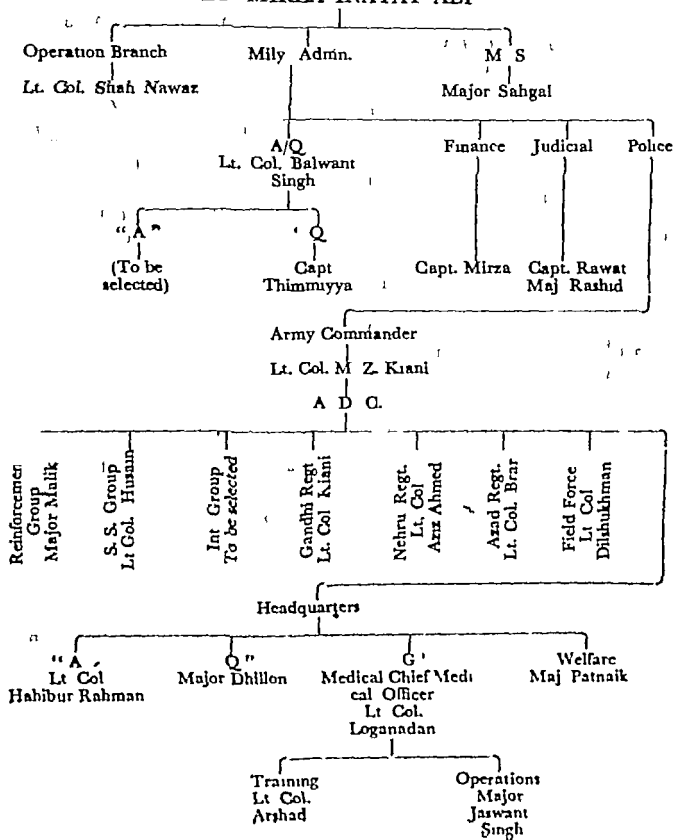 Operation Branch
Lt. Col. Shah Nawaz
Mily Admn.
M S
Major Sahgal
A/Q
Lt. Col. Balwant
Singh
Finance
Judicial
Police
“A”
(To be
selected)
‘ Q
Capt
Thimmiyya
Capt. Mirza
Capt. Rawat
Maj Rashid
Army Commander
Lt. Col. M Z. Kiani
A D C.
Reinforcemen
Group
Major Malik
S. S. Group
Lt Col. Husain
Int Group
To be selected
Gandhi Regt
Lt. Col Kiani
Nehru Regt.
Lt. Col
Aziz Ahmed
Azad Regt.
Lt. Col. Brar
Field Force
Lt Col
Dilshukhman
Headquarters
“A
Lt Col
Habibur Rahman
Q”
Major Dhillon
G'
Medical Chief Medi
cal Officer
Lt Col.
Loganadan
Welfare
Maj Patnaik
Training
Lt Col.
Arshad
Operations
Major
Jaswant
Singh